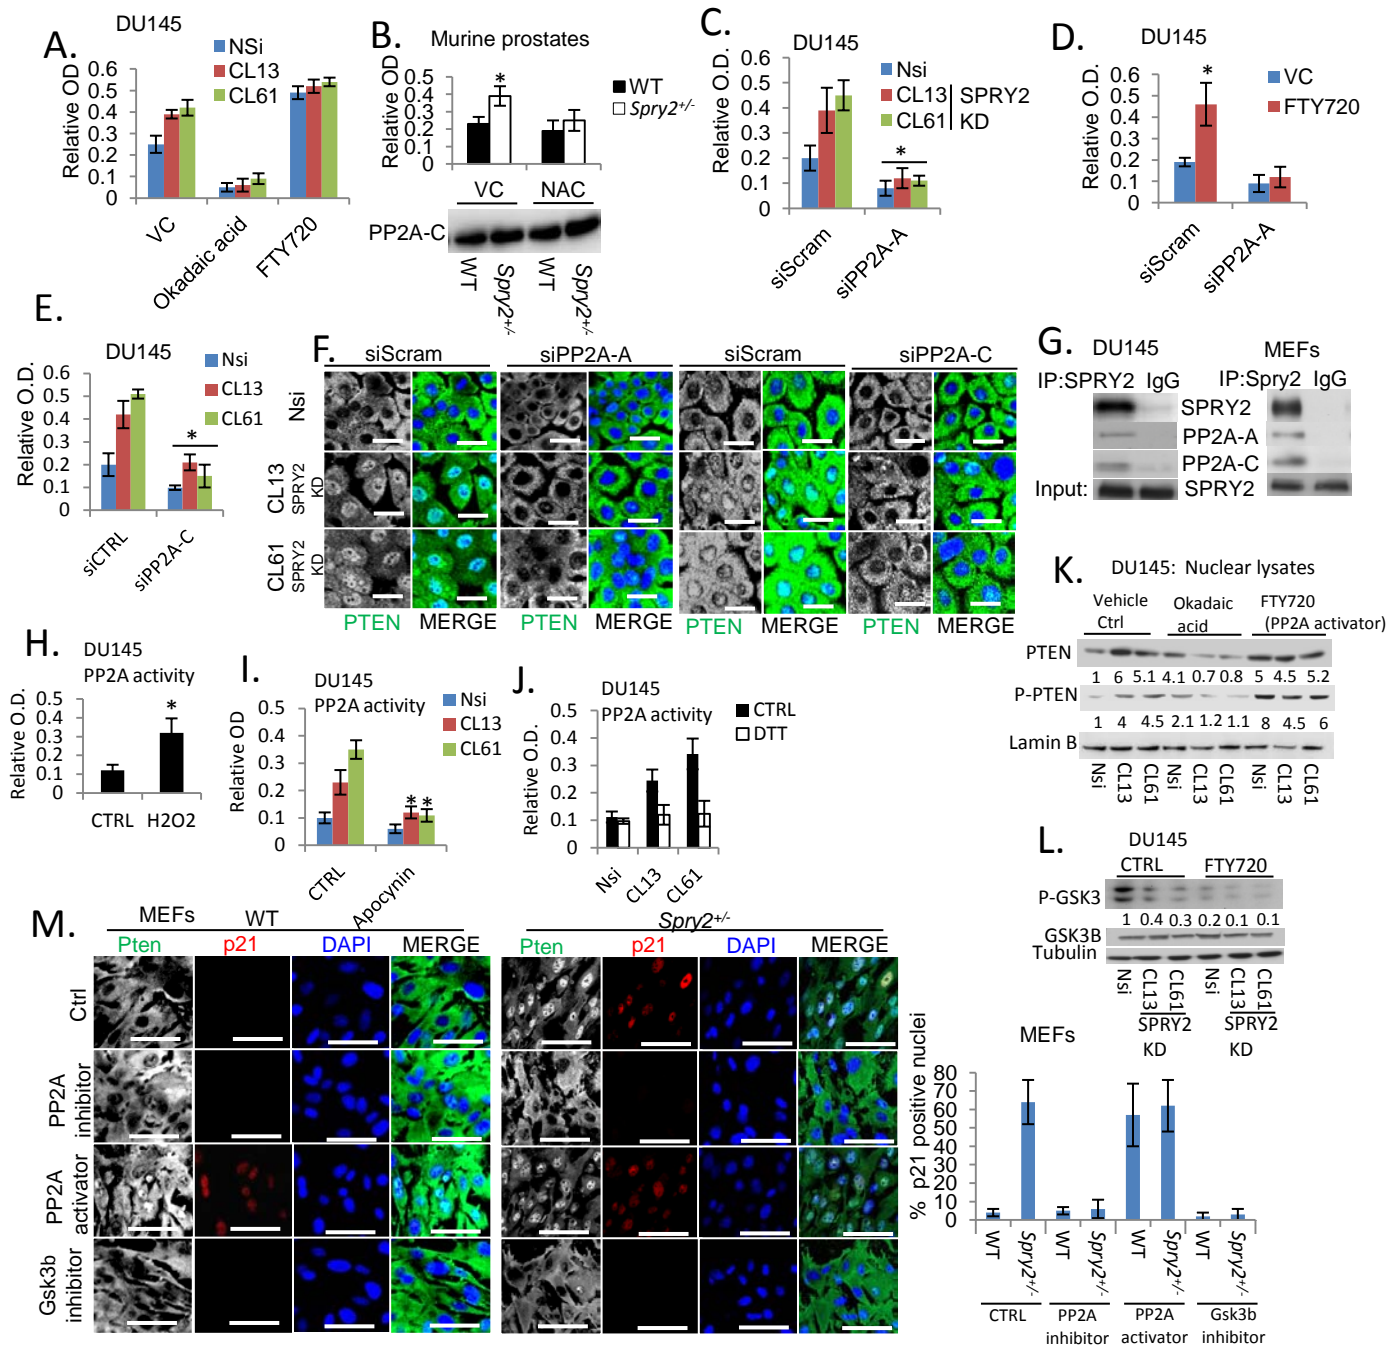 A.
DU145
NSi
CL13
CL61
Relative OD
0.6
0.5
0.4
0.3
0.2
0.1
0
VC
Okadaic acid
FTY720
B.
Murine prostates
Relative OD
0.5
0.4
0.3
0.2
0.1
0
*
WT
Spry2+/-
VC
NAC
PP2A-C
WT
Spry2+/-
WT
Spry2+/-
C.
DU145
Nsi
CL13
CL61
SPRY2
KD
Relative O.D.
0.6
0.5
0.4
0.3
0.2
0.1
0
*
siScram
siPP2A-A
D.
DU145
VC
FTY720
Relative O.D.
0.6
0.5
0.4
0.3
0.2
0.1
0
*
siScram
siPP2A-A
E.
DU145
Nsi
CL13
CL61
Relative O.D.
0.6
0.5
0.4
0.3
0.2
0.1
0
*
siCTRL
siPP2A-C
F.
siScram
siPP2A-A
siScram
siPP2A-C
Nsi
CL13
SPRY2
KD
CL61
SPRY2
KD
PTEN
MERGE
PTEN
MERGE
PTEN
MERGE
PTEN
MERGE
G.
DU145
MEFs
IP:SPRY2
IgG
IP:Spry2
IgG
SPRY2
PP2A-A
PP2A-C
Input:
SPRY2
H.
DU145
PP2A activity
Relative O.D.
0.5
0.4
0.3
0.2
0.1
0
*
CTRL
H2O2
I.
DU145
PP2A activity
Nsi
CL13
CL61
Relative OD
0.5
0.4
0.3
0.2
0.1
0
* *
CTRL
Apocynin
J.
DU145
PP2A activity
CTRL
DTT
Relative O.D.
0.5
0.4
0.3
0.2
0.1
0
Nsi
CL13
CL61
K.
DU145: Nuclear lysates
Vehicle
Ctrl
Okadaic
acid
FTY720
(PP2A activator)
PTEN
1 6 5.1 4.1 0.7 0.8 5 4.5 5.2
P-PTEN
1 4 4.5 2.1 1.2 1.1 8 4.5 6
Lamin B
Nsi
CL13
CL61
Nsi
CL13
CL61
Nsi
CL13
CL61
L.
DU145
CTRL
FTY720
P-GSK3
1 0.4 0.3 0.2 0.1 0.1
GSK3B
Tubulin
Nsi
CL13
CL61
Nsi
CL13
CL61
SPRY2
KD
SPRY2
KD
M.
MEFs
WT
Spry2+/-
Pten
p21
DAPI
MERGE
Pten
p21
DAPI
MERGE
Ctrl
PP2A
inhibitor
PP2A
activator
Gsk3b
inhibitor
MEFs
% p21 positive nuclei
80
70
60
50
40
30
20
10
0
WT
Spry2+/-
WT
Spry2+/-
WT
Spry2+/-
WT
Spry2+/-
CTRL
PP2A
inhibitor
PP2A
activator
Gsk3b
inhibitor